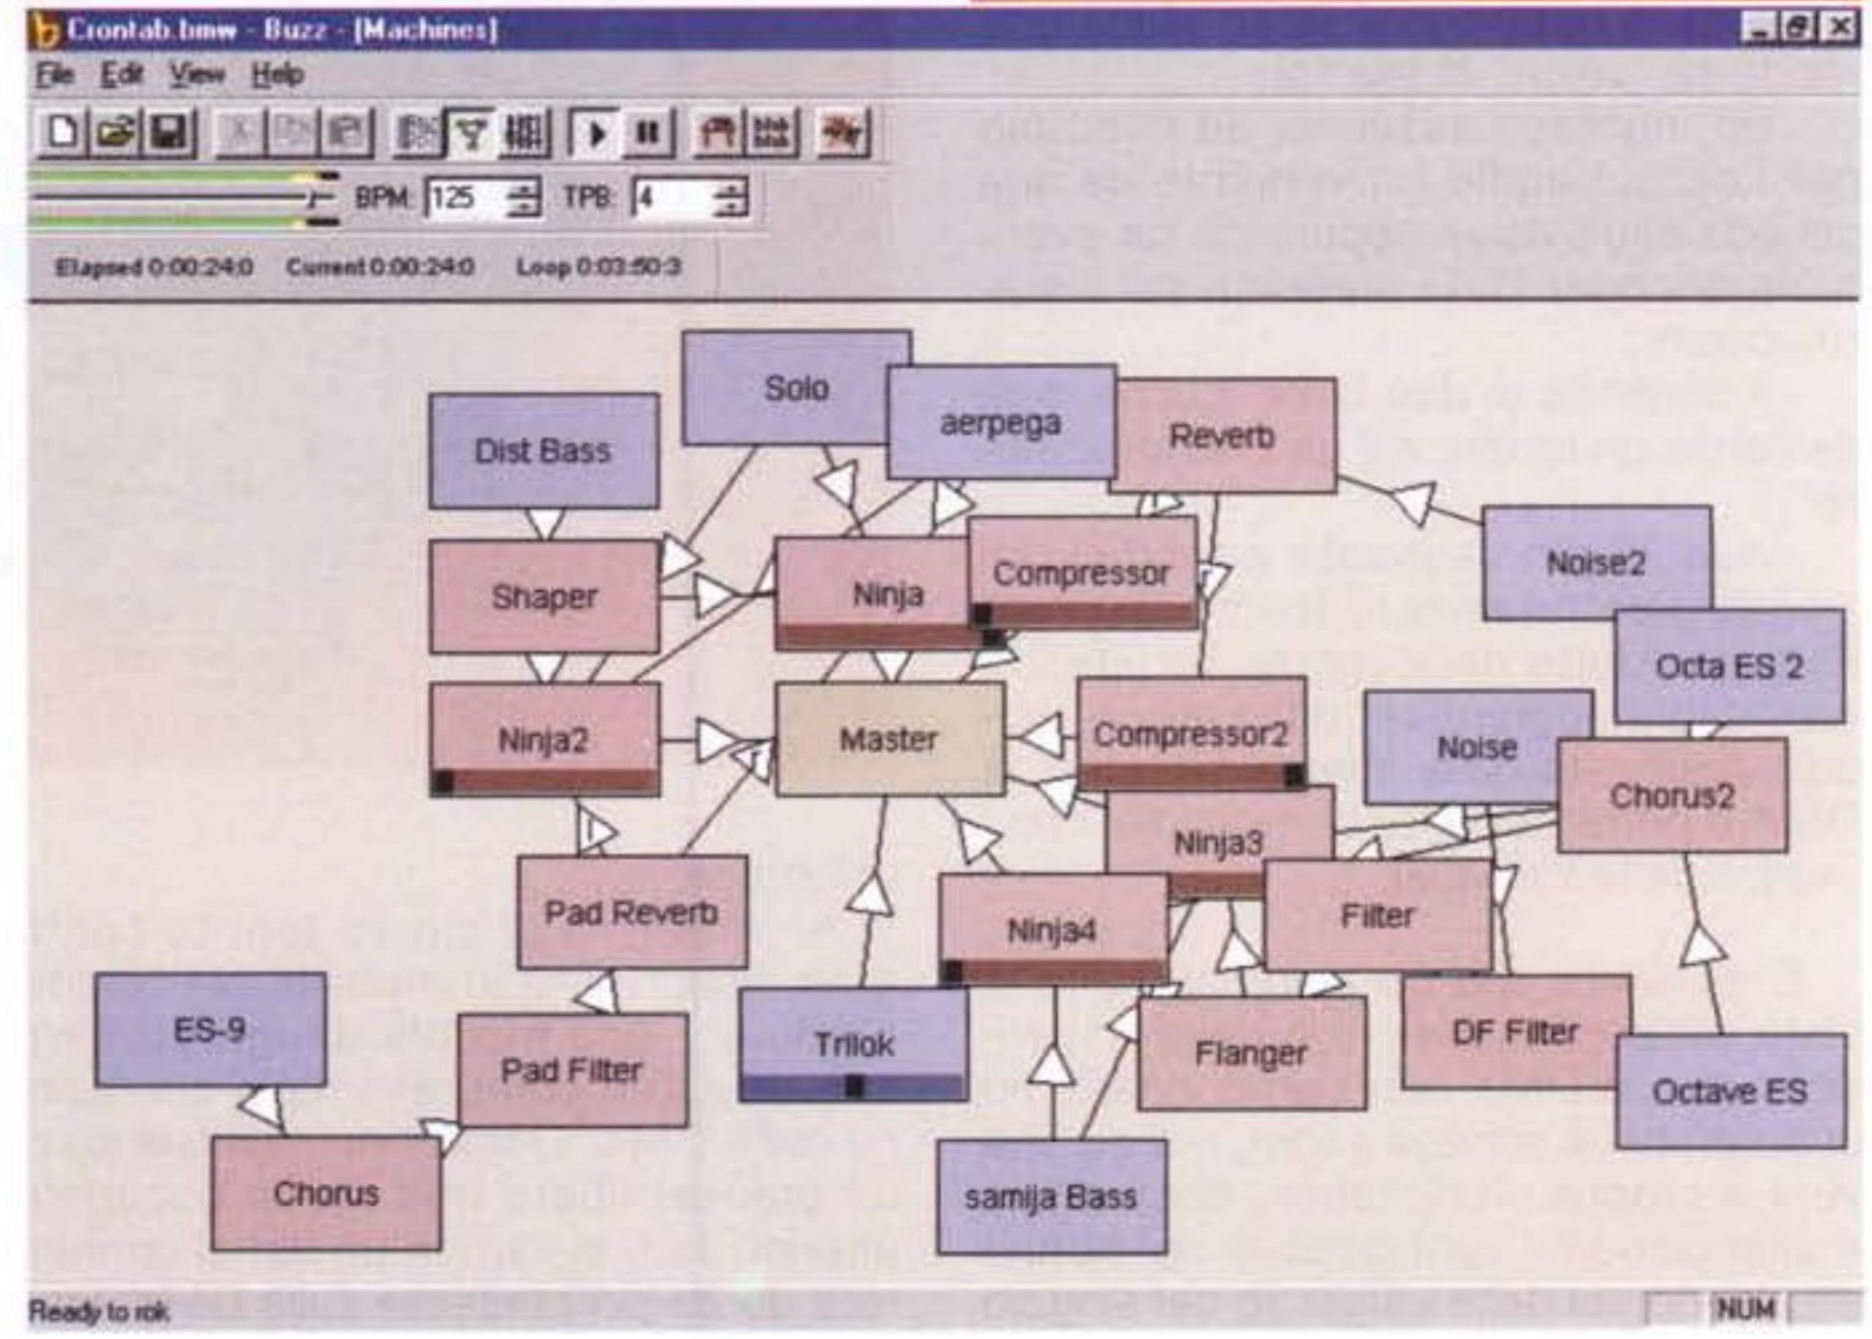 Crontab.bmw - Buzz - [Machines]
File Edit View Help
BPM: 125 TPB: 4
Elapsed 0:00:24:0 Current 0:00:24:0 Loop 0:03:50:3
Solo
aerpega
Reverb
Dist Bass
Noise2
Shaper
Ninja
Compressor
Octa ES 2
Ninja2
Master
Compressor2
Noise
Chorus2
Ninja3
Pad Reverb
Ninja4
Filter
ES-9
Pad Filter
Trilok
Flanger
DF Filter
Octave ES
Chorus
samija Bass
Ready to rok
NUM